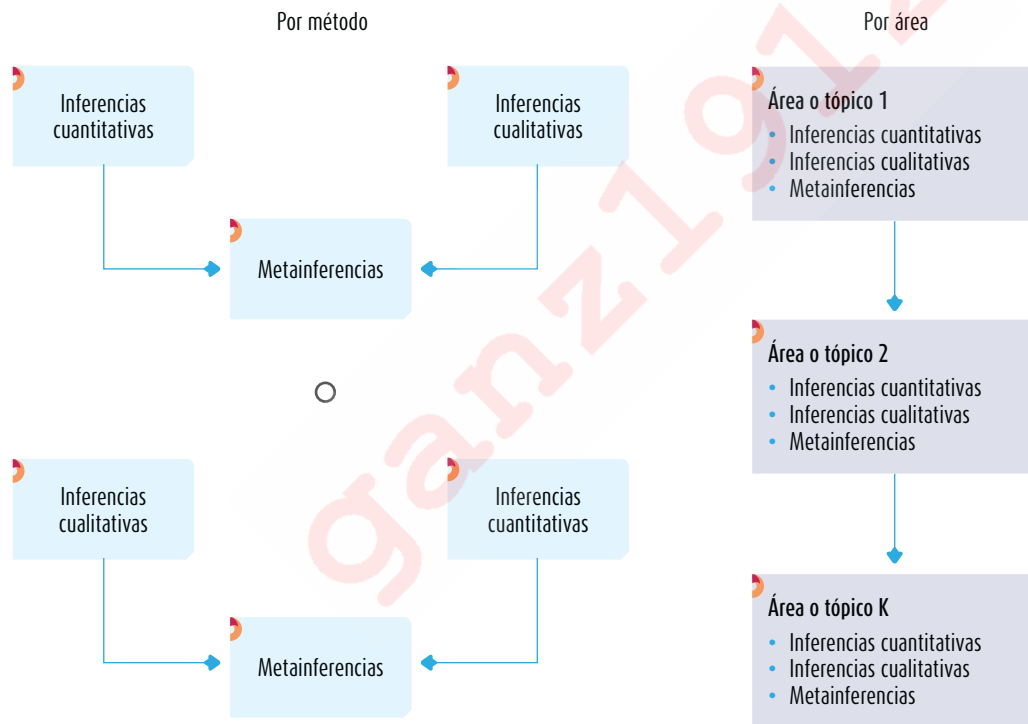 Por método
Inferencias
cuantitativas
Inferencias
cualitativas
Metainferencias
O
Inferencias
cualitativas
Inferencias
cuantitativas
Metainferencias
Por área
Área o tópico 1
• Inferencias cuantitativas
• Inferencias cualitativas
• Metainferencias
Área o tópico 2
• Inferencias cuantitativas
• Inferencias cualitativas
• Metainferencias
Área o tópico K
• Inferencias cuantitativas
• Inferencias cualitativas
• Metainferencias
ganz191